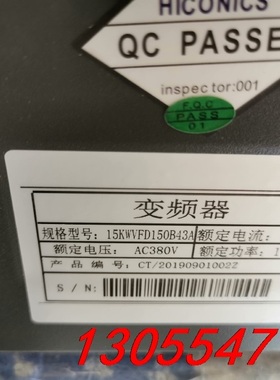 HICONICS
QC PASSE
inspector:001
F.Q.C
PASS
01
变频器
规格型号: 15KWVFD150B43A 额定电流:
额定电压: AC380V 额定功率: 1
产品编号: CT/201909010022
S / N:
1305547